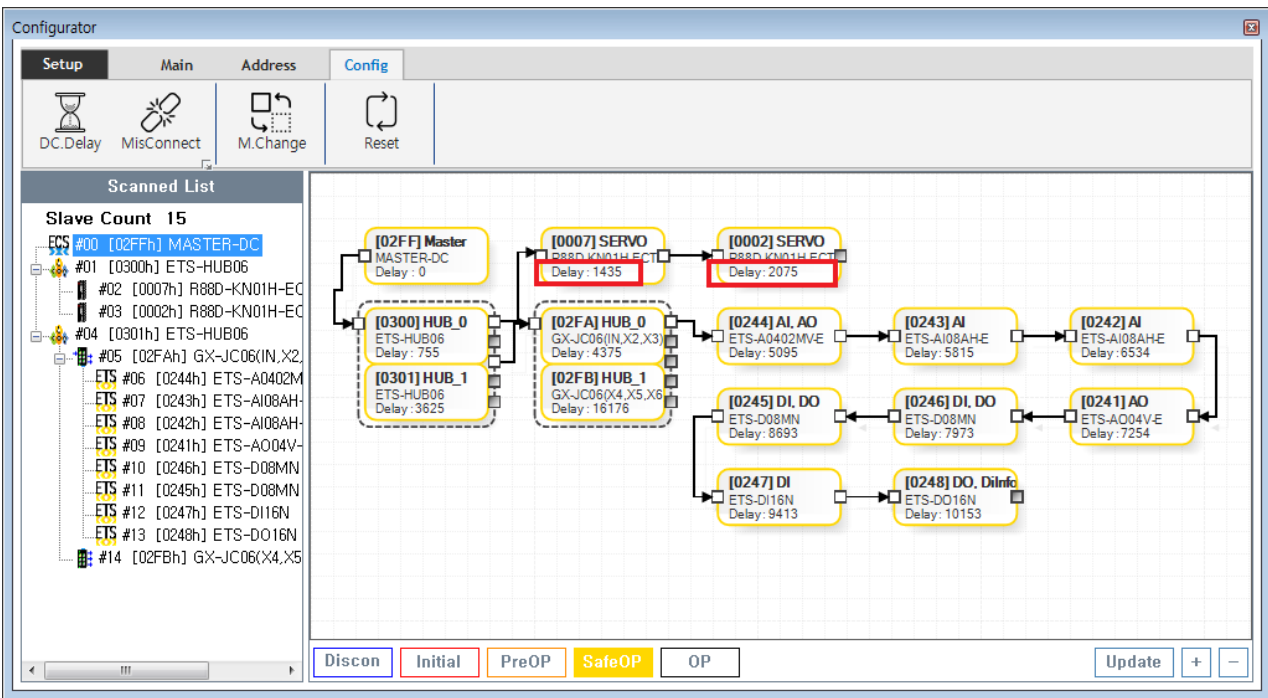 Configurator
Setup Main Address Config
DC.Delay MisConnect M.Change Reset
Scanned List
Slave Count 15
ECS #00 [02FFh] MASTER-DC
#01 [0300h] ETS-HUB06
#02 [0007h] R88D-KN01H-EC
#03 [0002h] R88D-KN01H-EC
#04 [0301h] ETS-HUB06
#05 [02FAh] GX-JC06(IN,X2,
ETS #06 [0244h] ETS-A0402M
ETS #07 [0243h] ETS-AI08AH-
ETS #08 [0242h] ETS-AI08AH-
ETS #09 [0241h] ETS-AO04V-
ETS #10 [0246h] ETS-D08MN
ETS #11 [0245h] ETS-D08MN
ETS #12 [0247h] ETS-DI16N
ETS #13 [0248h] ETS-DO16N
#14 [02FBh] GX-JC06(X4,X5
[02FF] Master
MASTER-DC
Delay : 0
[0007] SERVO
R88D-KN01H-ECT
Delay : 1435
[0002] SERVO
R88D-KN01H-ECT
Delay : 2075
[0300] HUB_0
ETS-HUB06
Delay : 755
[0301] HUB_1
ETS-HUB06
Delay : 3625
[02FA] HUB_0
GX-JC06(IN,X2,X3)
Delay : 4375
[02FB] HUB_1
GX-JC06(X4,X5,X6
Delay : 16176
[0244] AI, AO
ETS-A0402MV-E
Delay : 5095
[0243] AI
ETS-AI08AH-E
Delay : 5815
[0242] AI
ETS-AI08AH-E
Delay : 6534
[0245] DI, DO
ETS-D08MN
Delay : 8693
[0246] DI, DO
ETS-D08MN
Delay : 7973
[0241] AO
ETS-AO04V-E
Delay : 7254
[0247] DI
ETS-DI16N
Delay : 9413
[0248] DO, DiInfo
ETS-DO16N
Delay : 10153
Discon Initial PreOP SafeOP OP Update + -